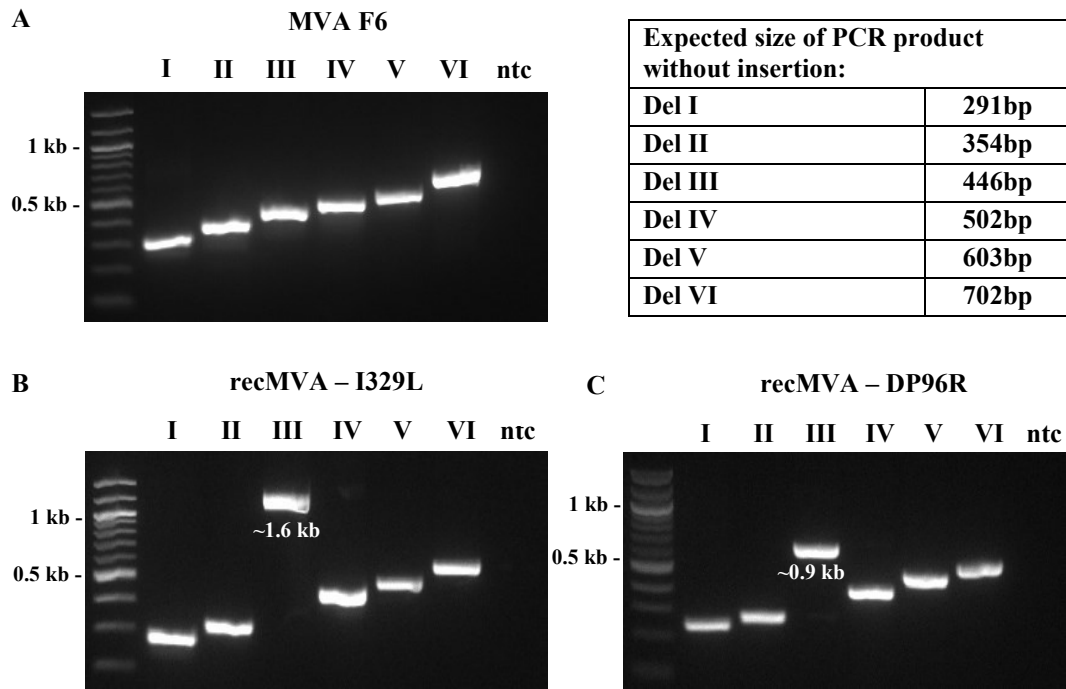 A
MVA F6
I II III IV V VI ntc
1 kb -
0.5 kb -
Expected size of PCR product
without insertion:
Del I 291bp
Del II 354bp
Del III 446bp
Del IV 502bp
Del V 603bp
Del VI 702bp
B
recMVA – I329L
I II III IV V VI ntc
1 kb -
~1.6 kb
0.5 kb -
C
recMVA – DP96R
I II III IV V VI ntc
1 kb -
0.5 kb -
~0.9 kb